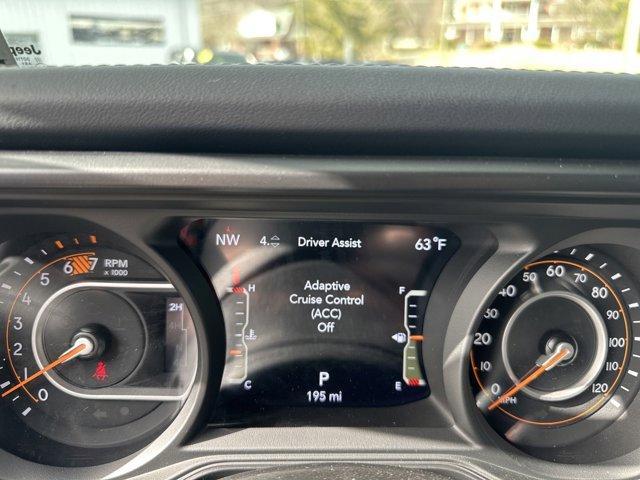 Jeep
NW
4.
Driver Assist
63°F
Adaptive
Cruise Control
(ACC)
Off
H
C
F
E
P
195 mi
RPM
x 1000
0
1
2
3
4
5
6
7
2H
4H
MPH
0
20
30
40
50
60
70
80
90
100
110
120